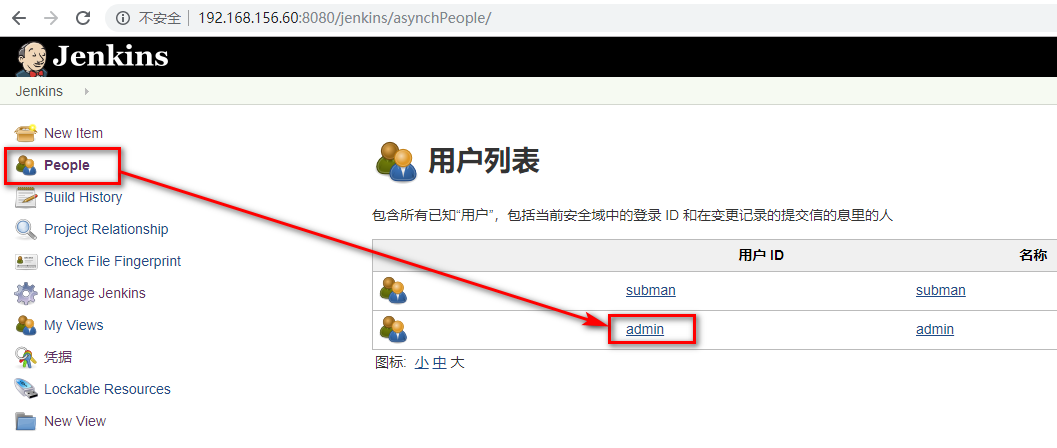 不安全 192.168.156.60:8080/jenkins/asynchPeople/
Jenkins
Jenkins
New Item
People
Build History
Project Relationship
Check File Fingerprint
Manage Jenkins
My Views
凭据
Lockable Resources
New View
用户列表
包含所有已知“用户”，包括当前安全域中的登录 ID 和在变更记录的提交信的息里的人
用户 ID 名称
subman subman
admin admin
图标: 小 中 大